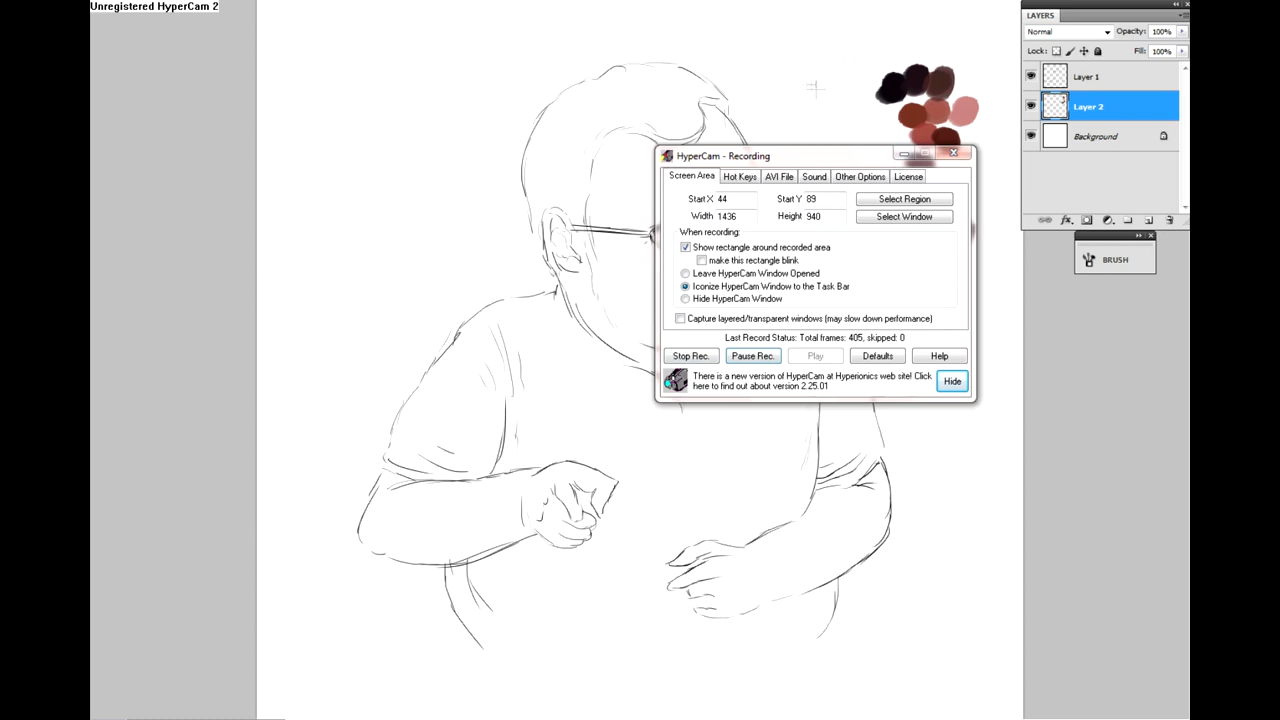 Unregistered HyperCam 2
LAYERS
Normal Opacity: 100%
Lock: Fill: 100%
Layer 1
Layer 2
Background
BRUSH
HyperCam - Recording
Screen Area Hot Keys AVI File Sound Other Options License
Start X 44 Start Y 89 Select Region
Width 1436 Height 940 Select Window
When recording:
Show rectangle around recorded area
make this rectangle blink
Leave HyperCam Window Opened
Iconize HyperCam Window to the Task Bar
Hide HyperCam Window
Capture layered/transparent windows (may slow down performance)
Last Record Status: Total frames: 405, skipped: 0
Stop Rec. Pause Rec. Play Defaults Help
There is a new version of HyperCam at Hyperionics web site! Click
here to find out about version 2.25.01
Hide